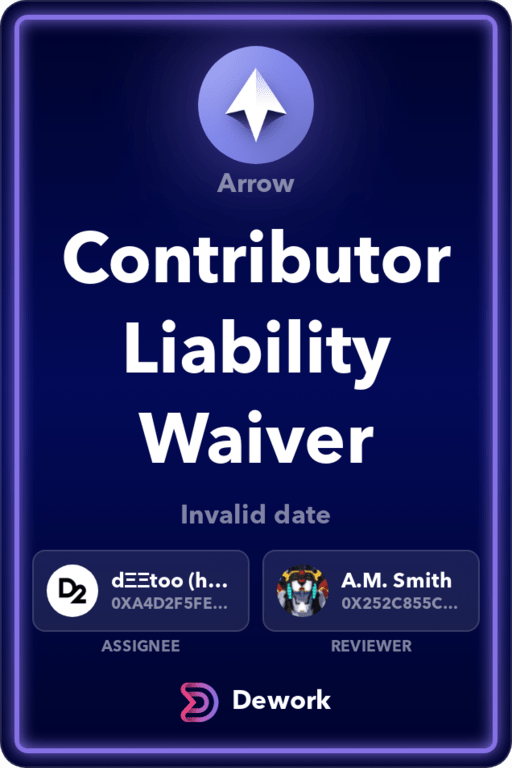 Arrow
Contributor
Liability
Waiver
Invalid date
D2
dΞΞtoo (h...
0XA4D2F5FE...
A.M. Smith
0X252C855C...
ASSIGNEE
REVIEWER
Dework